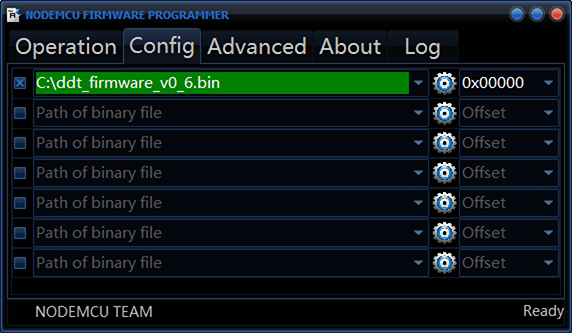 NODEMCU FIRMWARE PROGRAMMER
Operation Config Advanced About Log
C:\ddt_firmware_v0_6.bin 0x00000
Path of binary file Offset
Path of binary file Offset
Path of binary file Offset
Path of binary file Offset
Path of binary file Offset
Path of binary file Offset
NODEMCU TEAM Ready